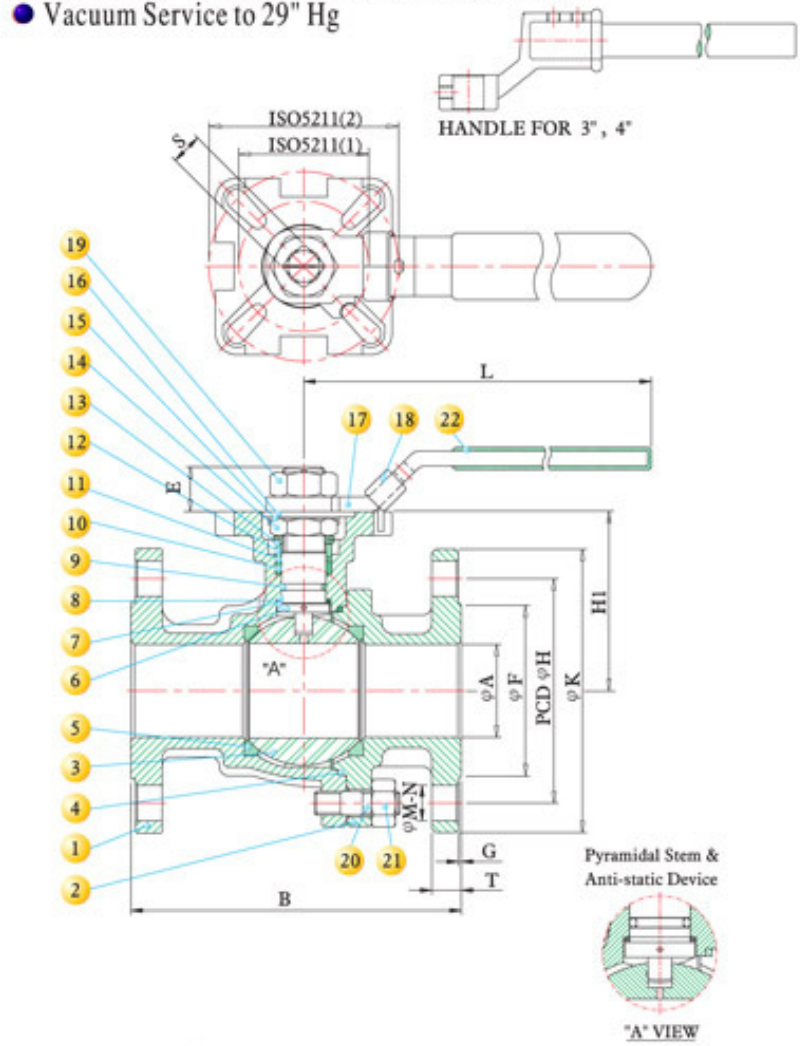 Vacuum Service to 29" Hg
HANDLE FOR 3" , 4"
ISO5211(2)
ISO5211(1)
S
19
16
15
14
13
12
11
10
9
8
7
6
5
3
4
1
2
L
17
18
22
E
H1
"A"
φA
φF
PCD φH
φK
φM-N
20
21
G
T
B
Pyramidal Stem &
Anti-static Device
"A" VIEW